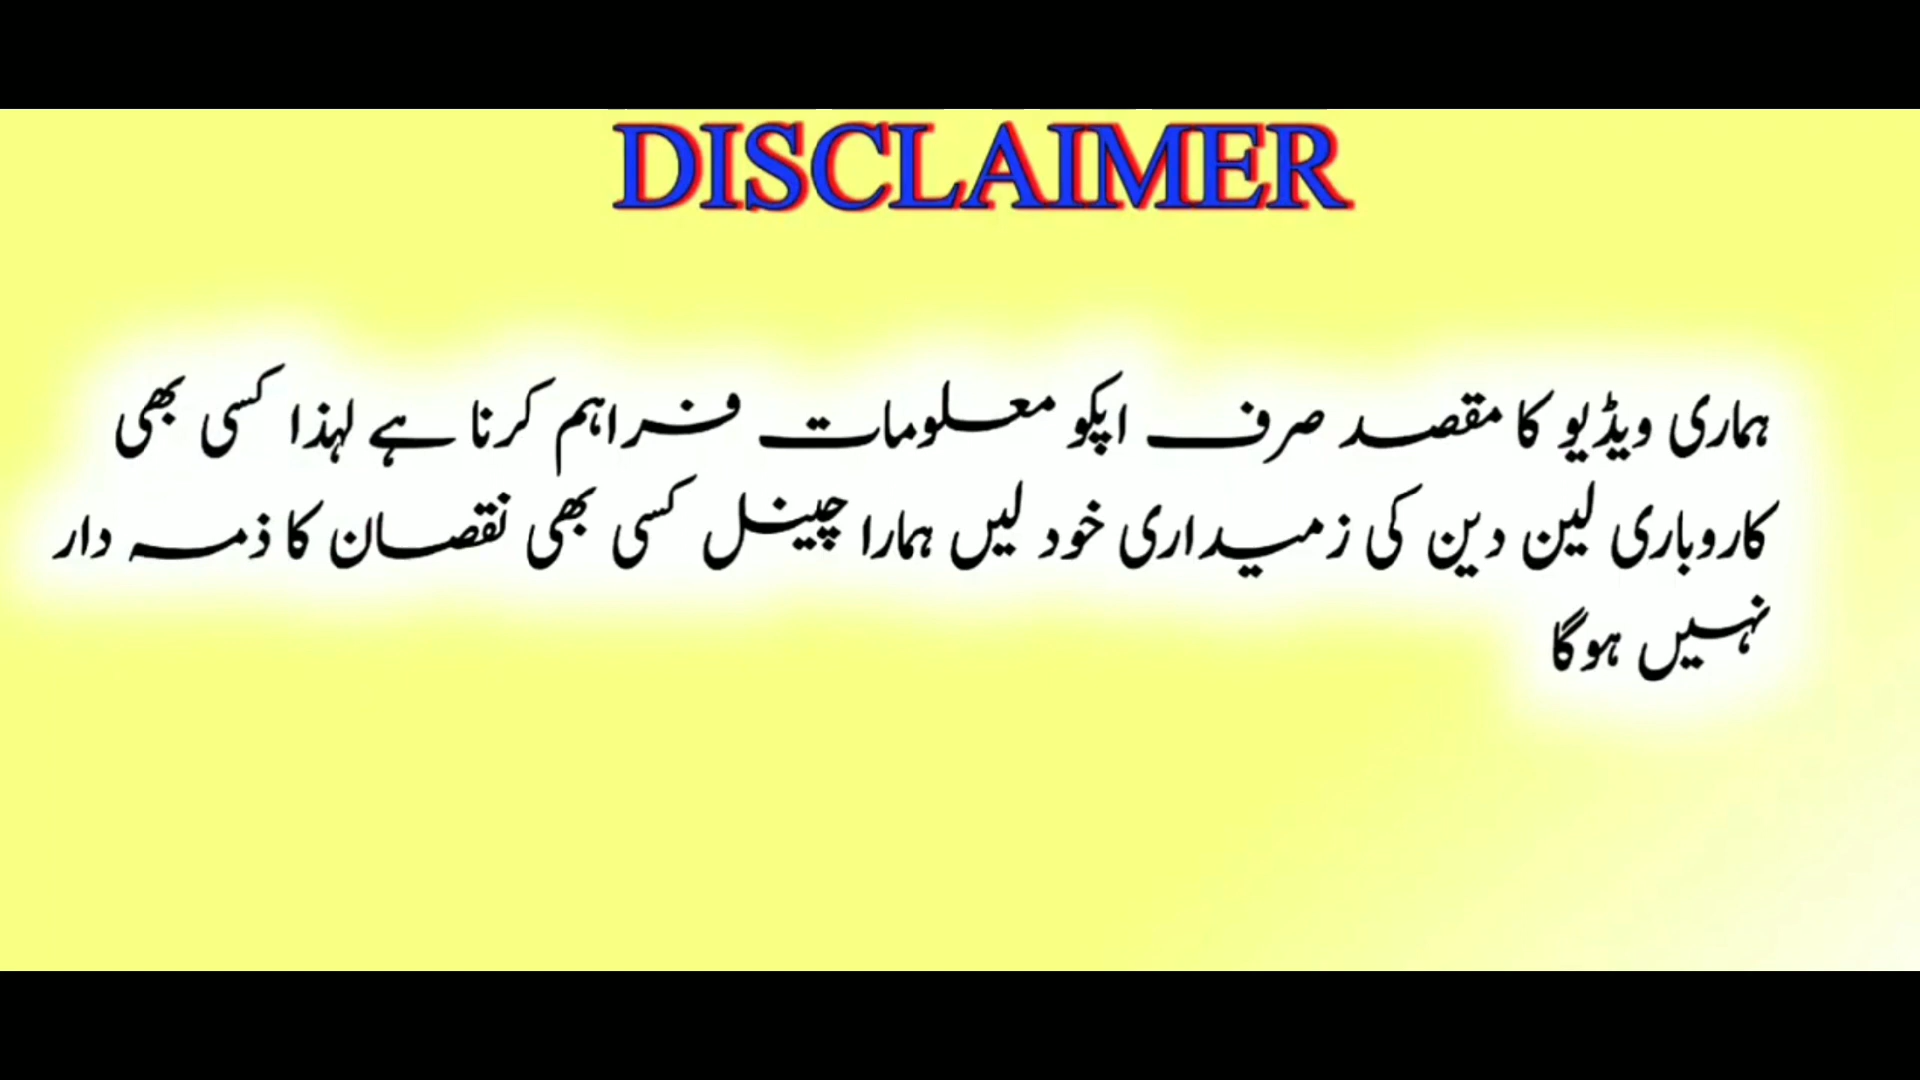 DISCLAIMER
ہماری ویڈیو کا مقصد صرف اپکو معلومات فراہم کرنا ہے لہذا کسی بھی
کاروباری لین دین کی زمیداری خود لیں ہمارا چینل کسی بھی نقصان کا ذمہ دار
نہیں ہوگا